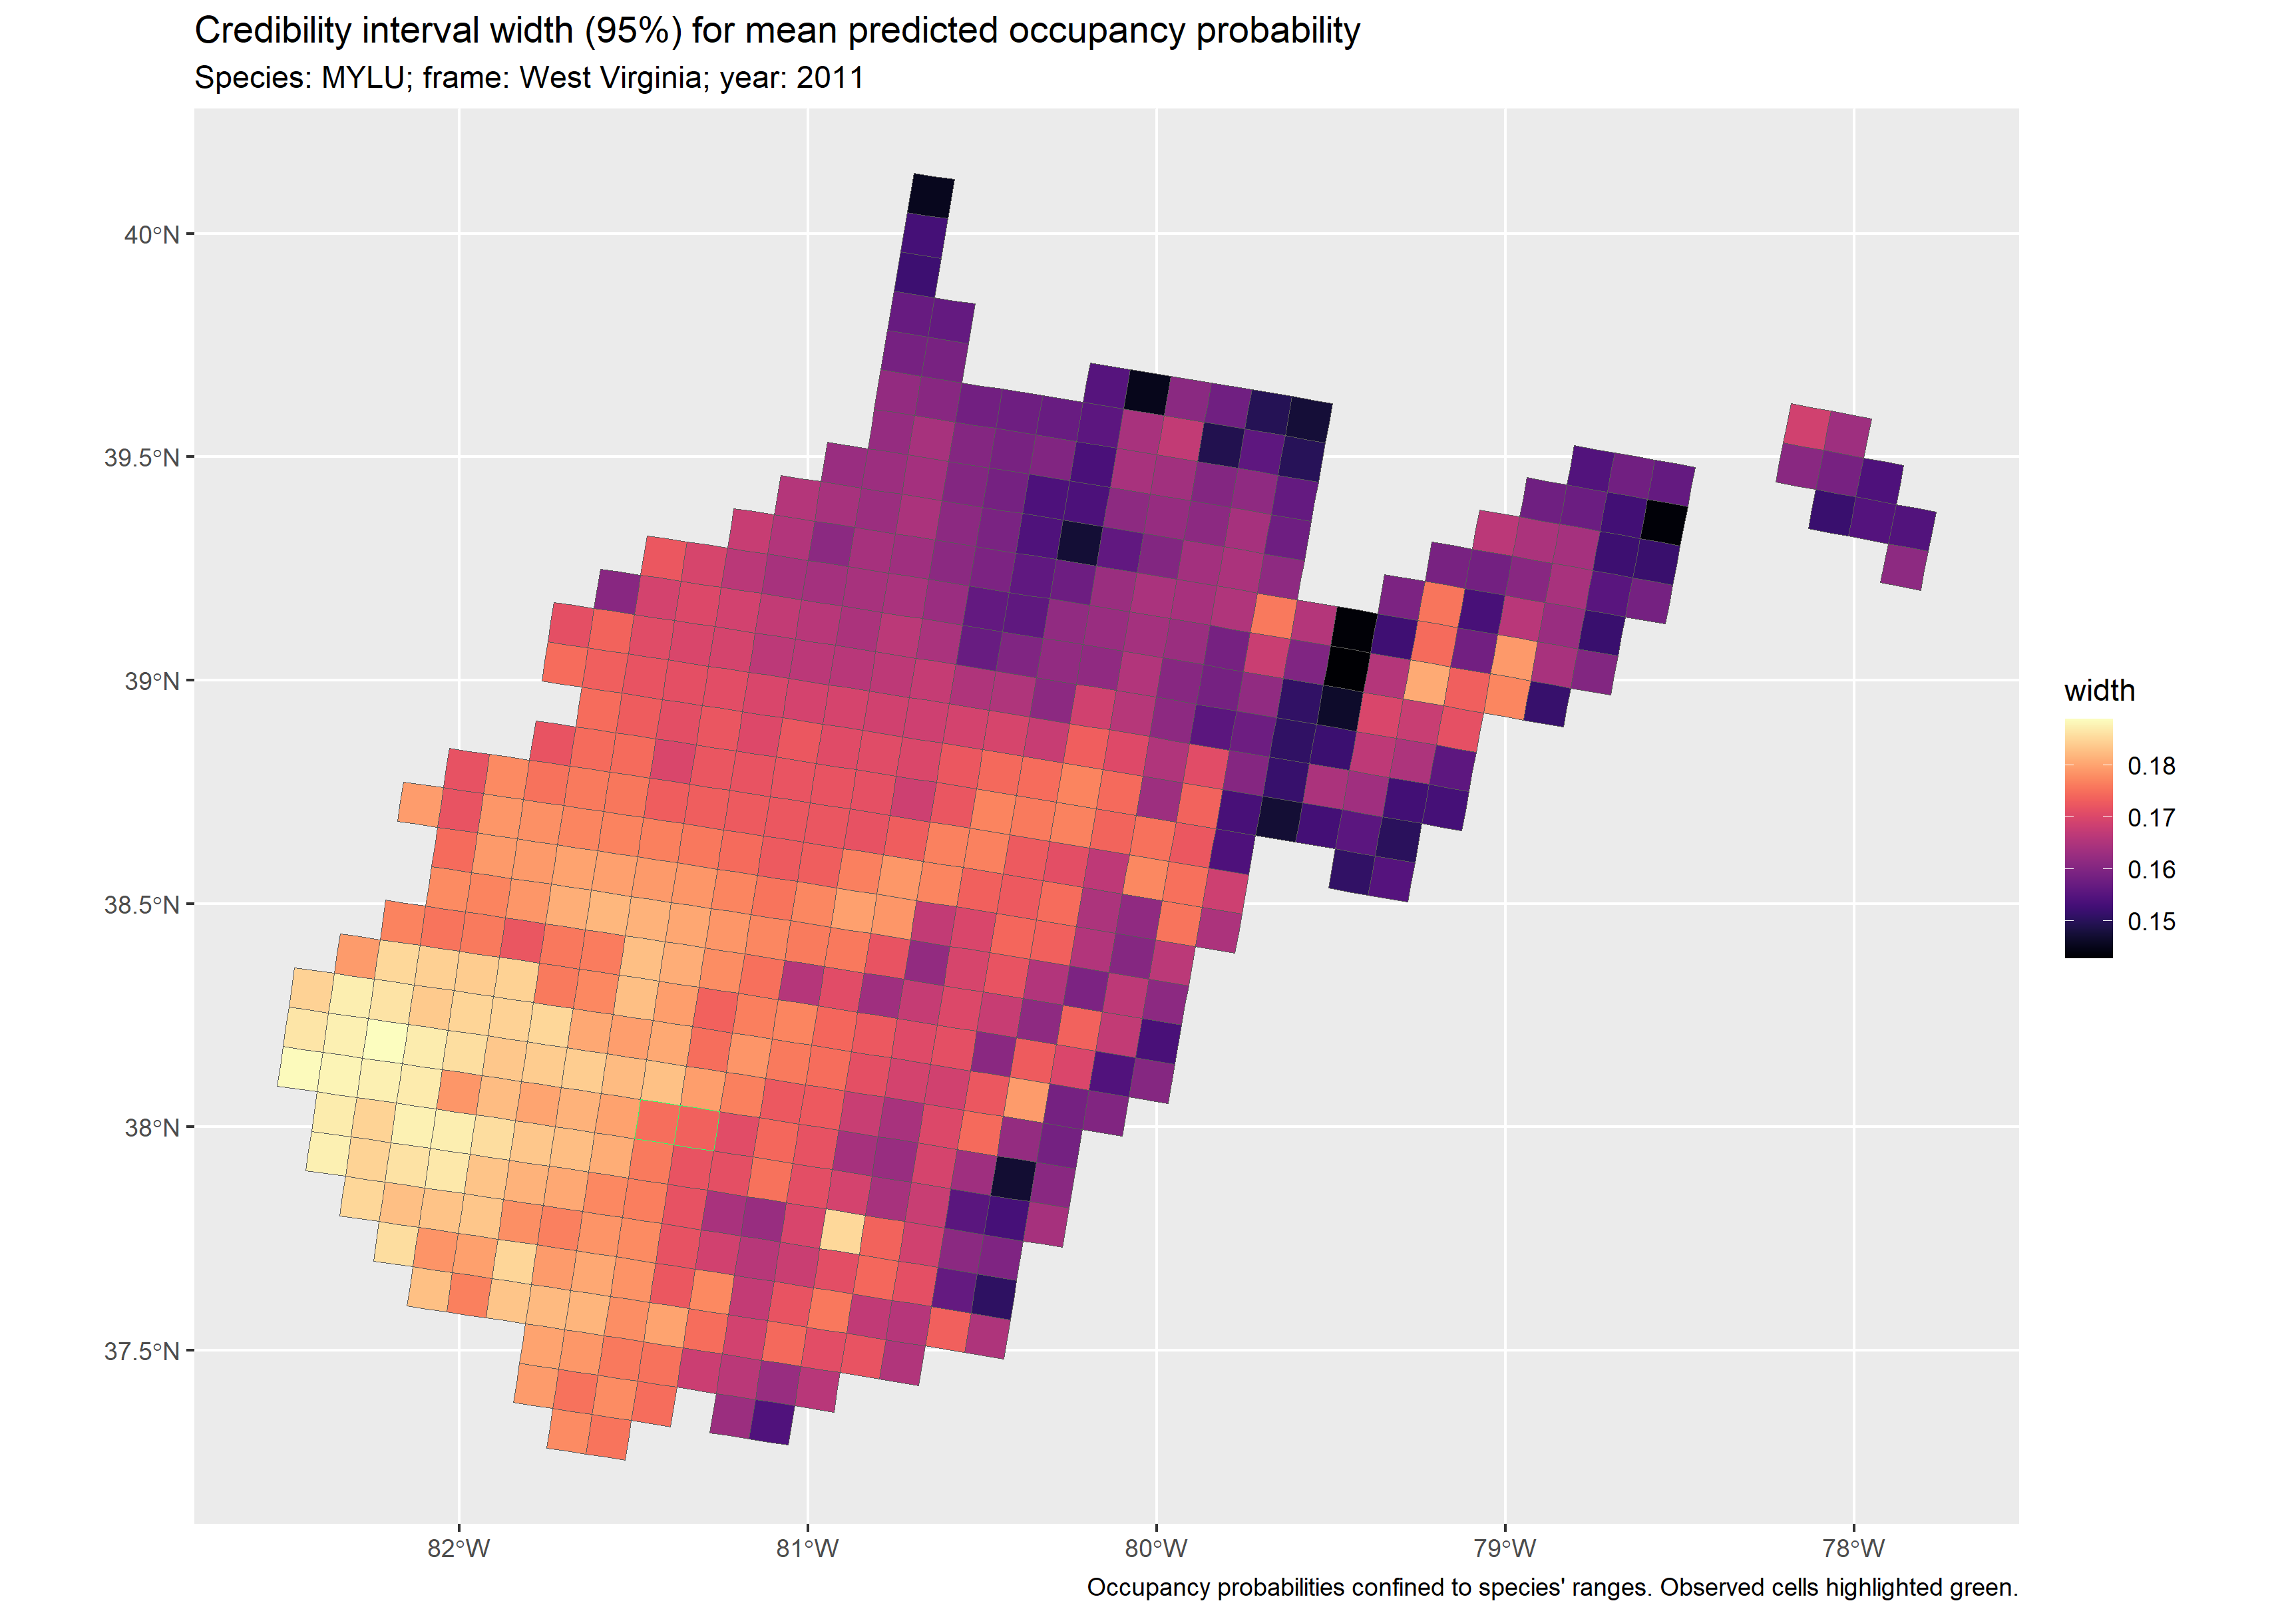 Credibility interval width (95%) for mean predicted occupancy probability
Species: MYLU; frame: West Virginia; year: 2011
40°N
39.5°N
39°N
38.5°N
38°N
37.5°N
82°W
81°W
80°W
79°W
78°W
width
0.18
0.17
0.16
0.15
Occupancy probabilities confined to species' ranges. Observed cells highlighted green.